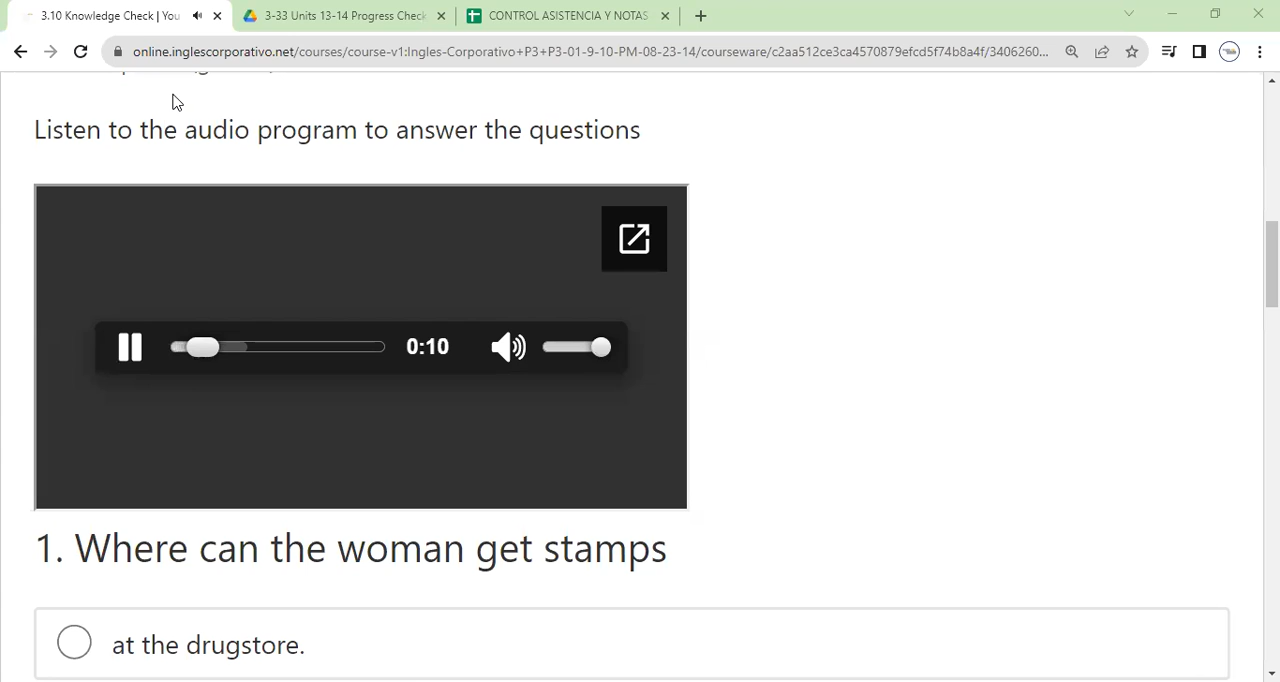 3.10 Knowledge Check | You
3-33 Units 13-14 Progress Check
CONTROL ASISTENCIA Y NOTAS
online.inglescorporativo.net/courses/course-v1:Ingles-Corporativo+P3+P3-01-9-10-PM-08-23-14/courseware/c2aa512ce3ca4570879efcd5f74b8a4f/3406260...
Listen to the audio program to answer the questions
0:10
1. Where can the woman get stamps
at the drugstore.